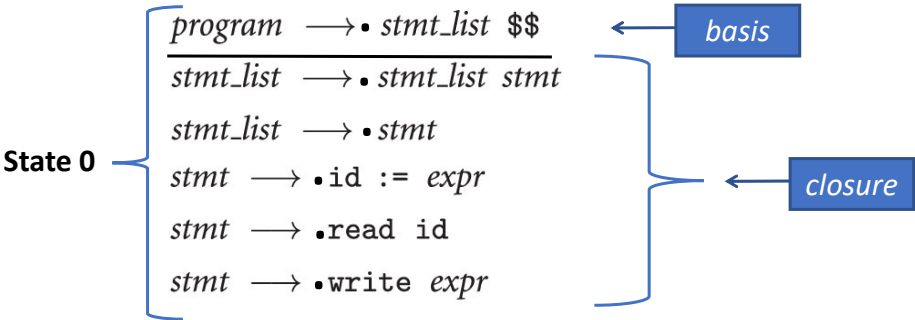 program ⟶• stmt_list $$
basis
stmt_list ⟶• stmt_list stmt
stmt_list ⟶• stmt
State 0
stmt ⟶ •id := expr
closure
stmt ⟶ •read id
stmt ⟶ •write expr